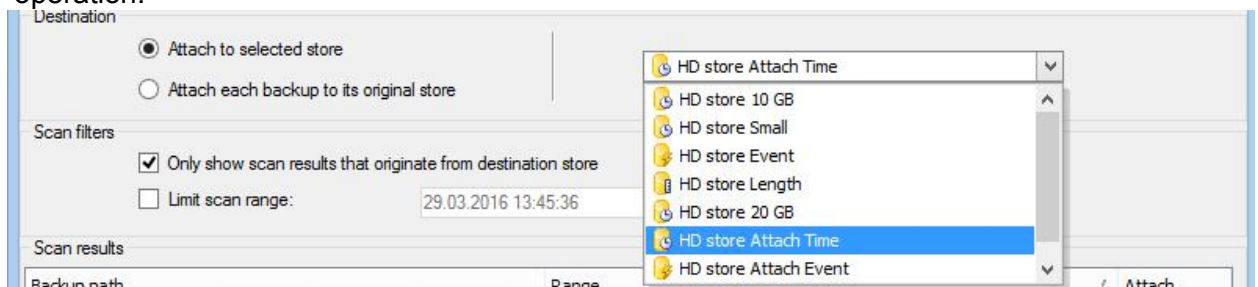 operation.
Destination
Attach to selected store
HD store Attach Time
Attach each backup to its original store
HD store 10 GB
HD store Small
Scan filters
HD store Event
Only show scan results that originate from destination store
HD store Length
Limit scan range:
29.03.2016 13:45:36
HD store 20 GB
HD store Attach Time
Scan results
HD store Attach Event
Backup path
Range
/
Attach